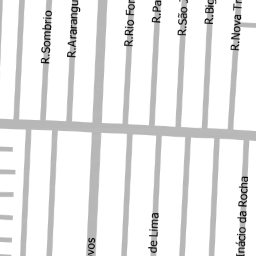 R.Sombrio
R.Ararangu
R.Rio For
R.Pa
R.São
R.Big
R.Nova Tr
vos
de Lima
Inácio da Rocha